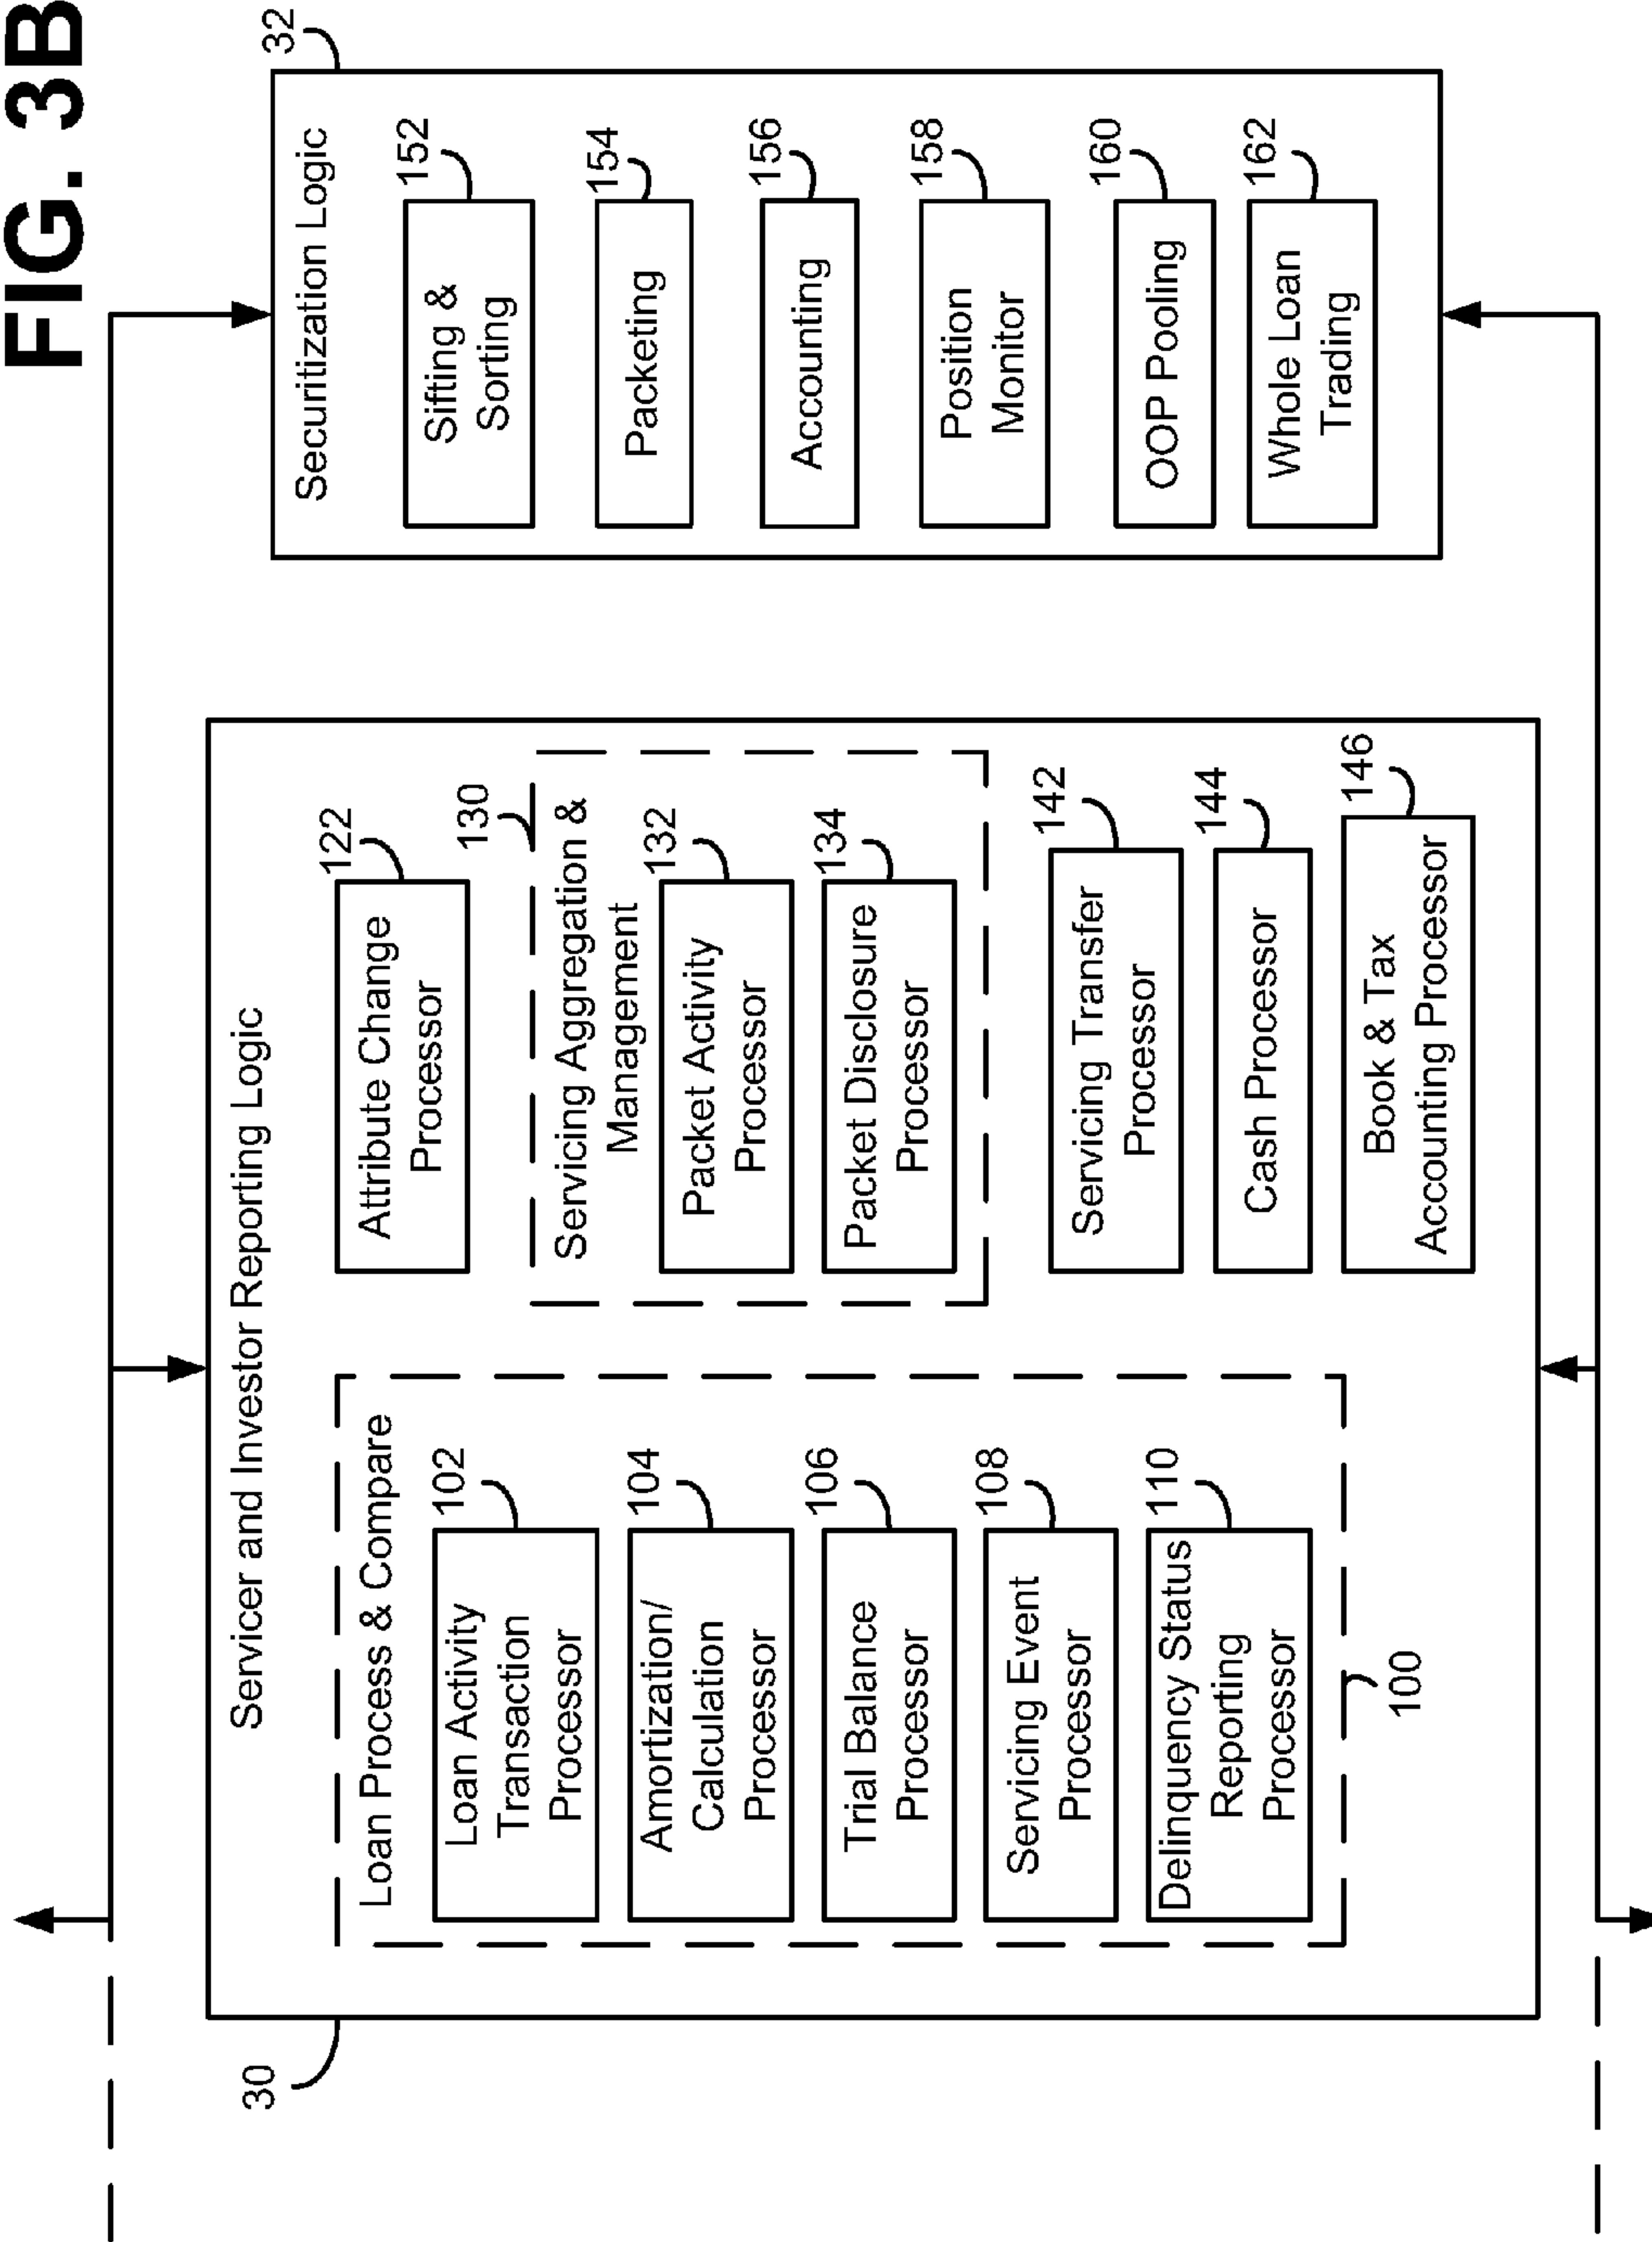 FIG. 3B
30
Servicer and Investor Reporting Logic
Loan Process & Compare
Loan Activity
Transaction
Processor
102
Amortization/
Calculation
Processor
104
Trial Balance
Processor
106
Servicing Event
Processor
108
Delinquency Status
Reporting
Processor
110
100
Attribute Change
Processor
122
130
Servicing Aggregation &
Management
Packet Activity
Processor
132
Packet Disclosure
Processor
134
Servicing Transfer
Processor
142
Cash Processor
144
Book & Tax
Accounting Processor
146
32
Securitization Logic
Sifting &
Sorting
152
Packeting
154
Accounting
156
Position
Monitor
158
OOP Pooling
160
Whole Loan
Trading
162